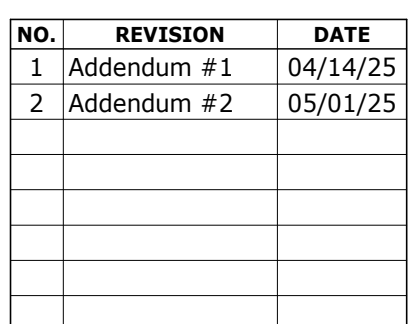 NO. REVISION DATE
1 Addendum #1 04/14/25
2 Addendum #2 05/01/25